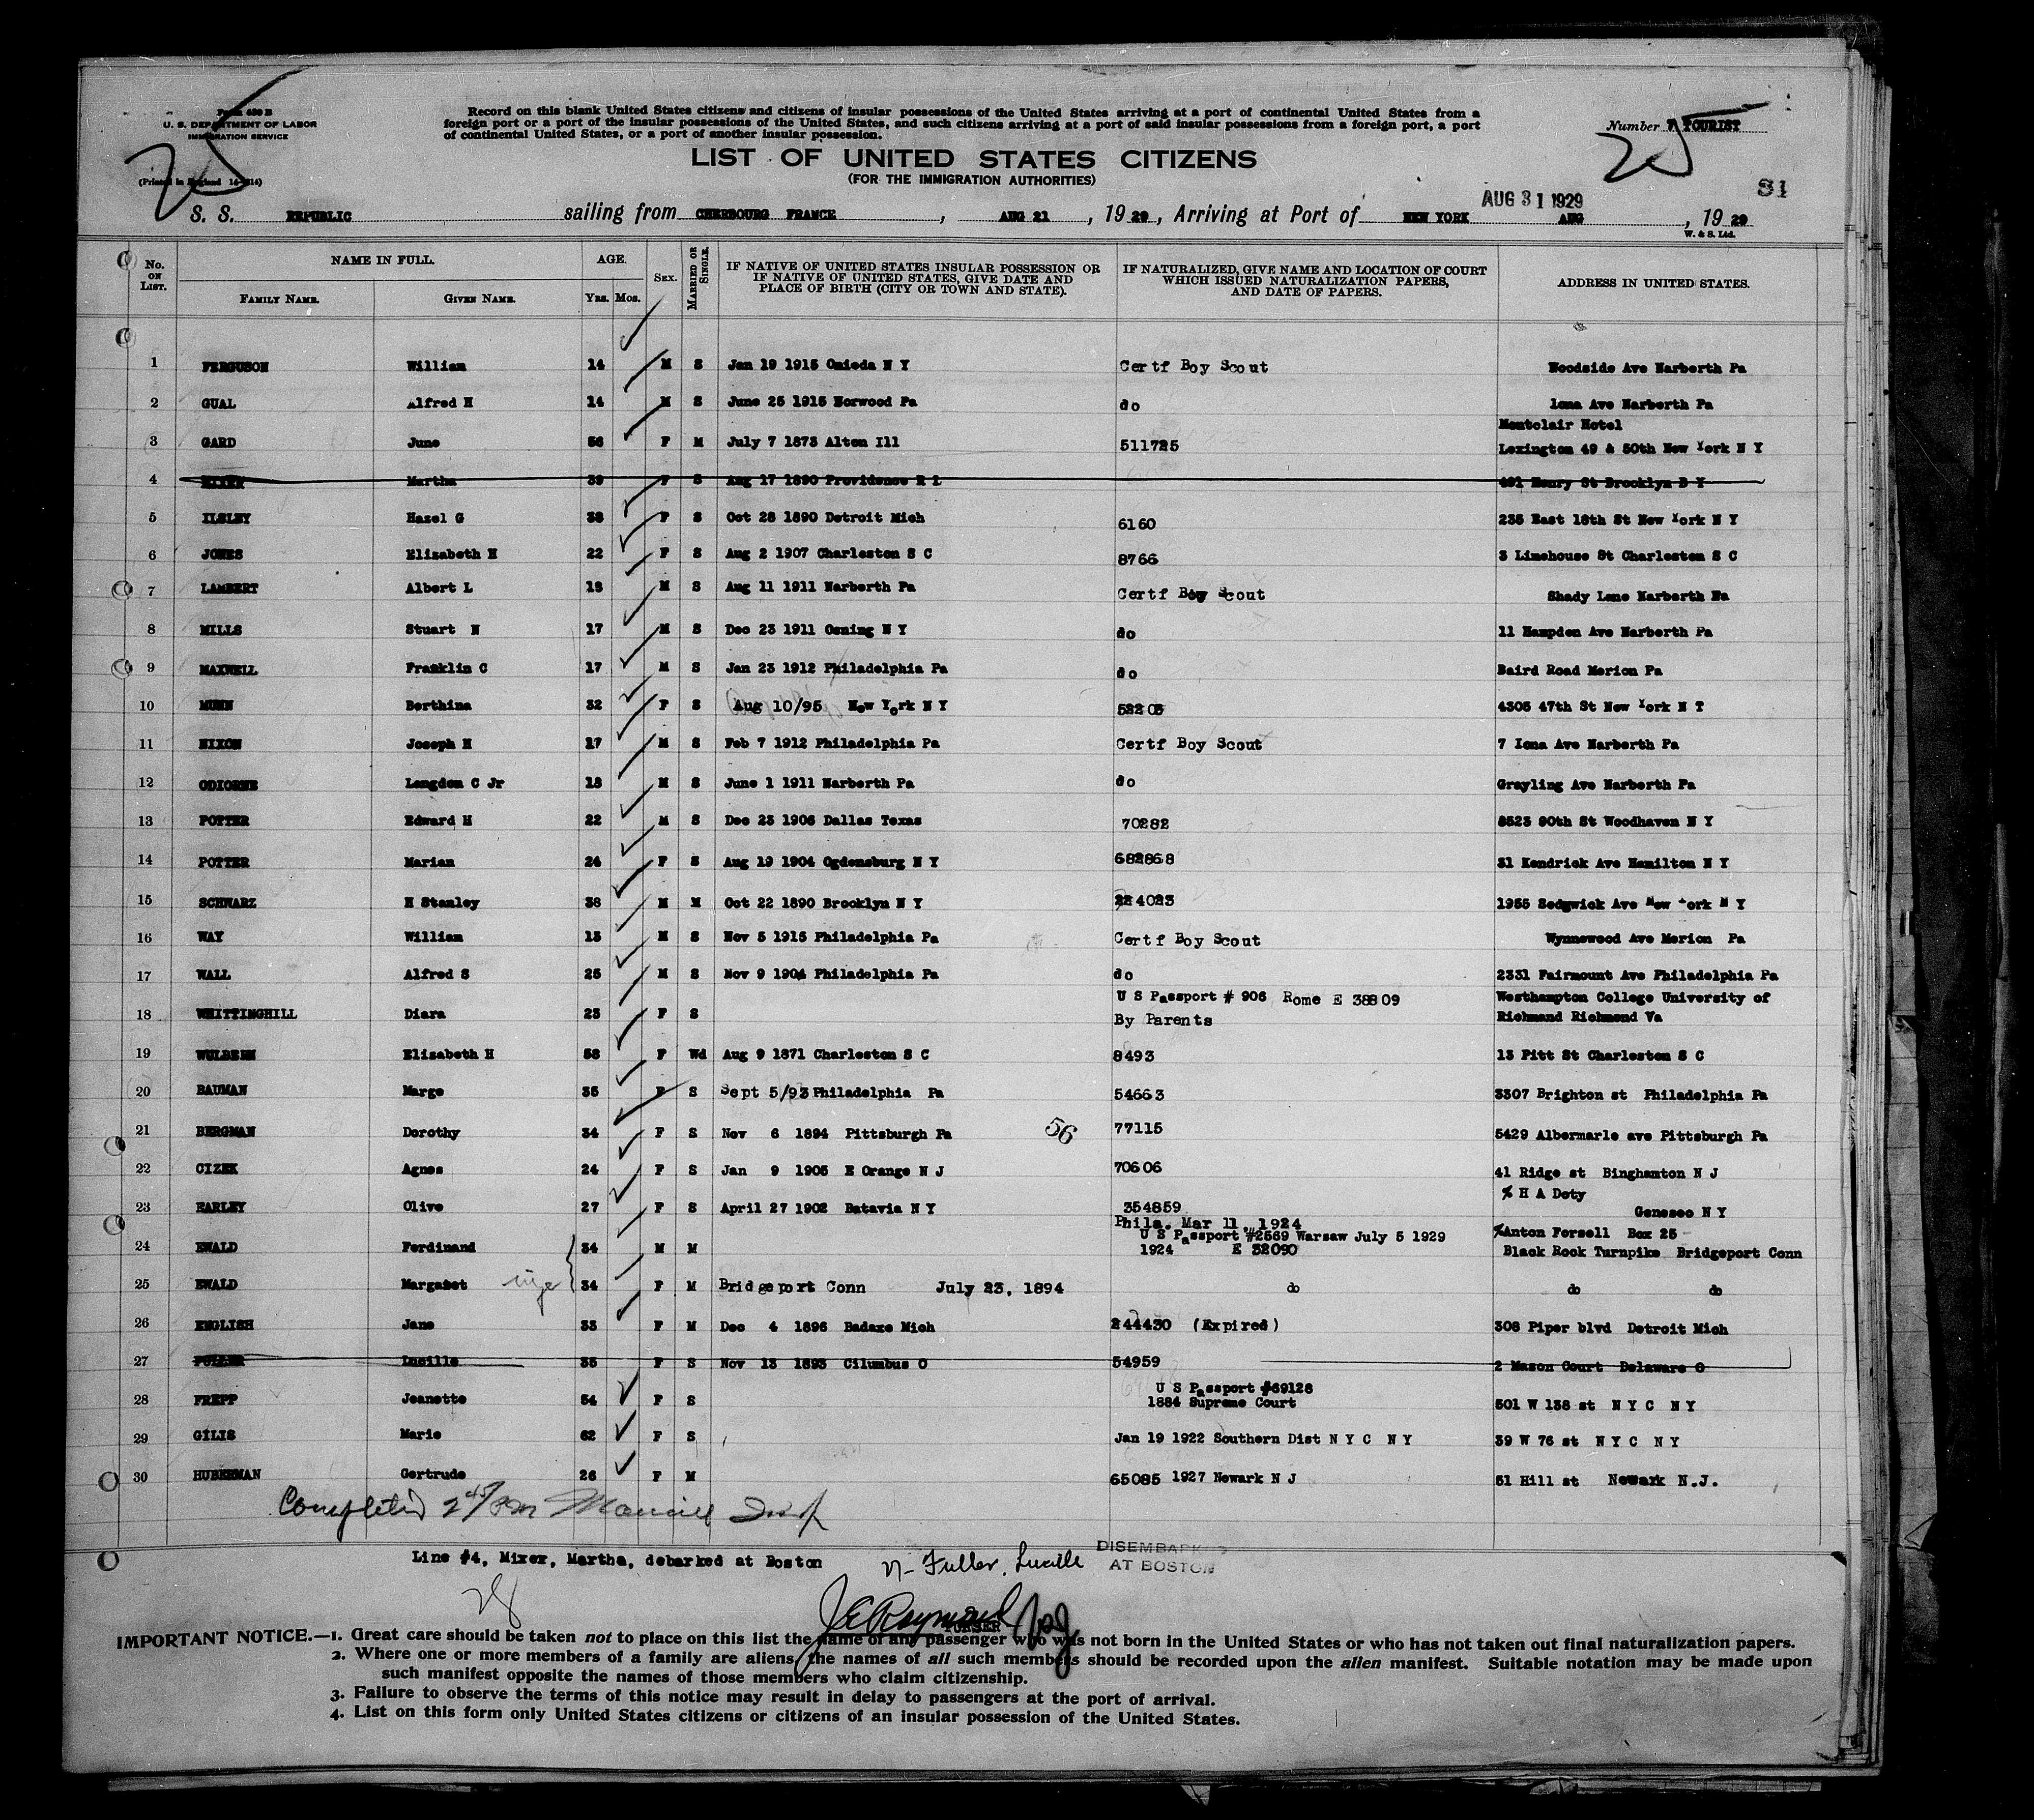 Form 630 B
U. S. DEPARTMENT OF LABOR
IMMIGRATION SERVICE
25
Record on this blank United States citizens and citizens of insular possessions of the United States arriving at a port of continental United States from a
foreign port or a port of the insular possessions of the United States, and such citizens arriving at a port of said insular possessions from a foreign port, a port
of continental United States, or a port of another insular possession.
Number 7 TOURIST
25
LIST OF UNITED STATES CITIZENS
(FOR THE IMMIGRATION AUTHORITIES)
81
AUG 31 1929
S. S. REPUBLIC sailing from CHERBOURG FRANCE, AUG 21, 1929, Arriving at Port of NEW YORK AUG, 1929
W. & S. Ltd.
No. ON LIST. NAME IN FULL. FAMILY NAME. GIVEN NAME. AGE. Yrs. Mos. SEX. MARRIED OR SINGLE. IF NATIVE OF UNITED STATES INSULAR POSSESSION OR IF NATIVE OF UNITED STATES, GIVE DATE AND PLACE OF BIRTH (CITY OR TOWN AND STATE). IF NATURALIZED, GIVE NAME AND LOCATION OF COURT WHICH ISSUED NATURALIZATION PAPERS, AND DATE OF PAPERS. ADDRESS IN UNITED STATES.
1 FERGUSON William 14 M S Jan 19 1915 Omieda N Y Certf Boy Scout Woodside Ave Narberth Pa
2 GUAL Alfred H 14 M S June 25 1915 Norwood Pa do Iona Ave Narberth Pa
Montclair Hotel
3 GARD June 56 F M July 7 1873 Alton Ill 511725 Lexington 49 & 50th New York N Y
4 MIXER Martha 39 F S Aug 17 1890 Providence R I 491 Henry St Brooklyn B Y
5 ILSLEY Hazel G 38 F S Oct 28 1890 Detroit Mich 6160 235 East 18th St New York N Y
6 JONES Elizabeth H 22 F S Aug 2 1907 Charleston S C 8766 3 Limehouse St Charleston S C
7 LAMBERT Albert L 18 M S Aug 11 1911 Narberth Pa Certf Boy Scout Shady Lane Narberth Pa
8 MILLS Stuart N 17 M S Dec 23 1911 Ossing N Y do 11 Hampden Ave Narberth Pa
9 MAXWELL Franklin C 17 M S Jan 23 1912 Philadelphia Pa do Baird Road Merion Pa
10 MUNN Berthina 32 F S Aug 10/95 New York N Y 52203 4305 47th St New York N T
11 NIXON Joseph H 17 M S Feb 7 1912 Philadelphia Pa Certf Boy Scout 7 Iona Ave Narberth Pa
12 ODIORNE Langdon C Jr 18 M S June 1 1911 Narberth Pa do Grayling Ave Narberth Pa
13 POTTER Edward H 22 M S Dec 23 1906 Dallas Texas 70282 8523 90th St Woodhaven N Y
14 POTTER Marian 24 F S Aug 19 1904 Ogdensburg N Y 682868 31 Kendrick Ave Hamilton N Y
15 SCHWARZ H Stanley 38 M M Oct 22 1890 Brooklyn N Y 224023 1955 Sedgwick Ave New York N Y
16 WAY William 13 M S Nov 5 1915 Philadelphia Pa Certf Boy Scout Wynnewood Ave Merion Pa
17 WALL Alfred S 25 M S Nov 9 1904 Philadelphia Pa do 2331 Fairmount Ave Philadelphia Pa
U S Passport # 906 Rome E 38809 Westhampton College University of
18 WHITTINGHILL Diara 23 F S By Parents Richmand Richmond Va
19 WULBERN Elizabeth H 58 F Wd Aug 9 1871 Charleston S C 8493 13 Pitt St Charleston S C
20 BAUMAN Marge 35 F S Sept 5/93 Philadelphia Pa 54663 3307 Brighton st Philadelphia Pa
21 BERGMAN Dorothy 34 F S Nov 6 1894 Pittsburgh Pa 56 77115 5429 Albermarle ave Pittsburgh Pa
22 CIZEK Agnes 24 F S Jan 9 1905 E Orange N J 70606 41 Ridge st Binghamton N J
% H A Doty
23 EARLEY Olive 27 F S April 27 1902 Batavia N Y 354859 Geneseo N Y
Phila. Mar 11, 1924
U S Passport #2569 Warsaw July 5 1929 %Anton Forsell Box 25
24 EWALD Ferdinand 34 M M 1924 E 32090 Black Rock Turnpike Bridgeport Conn
25 EWALD Margaret 34 F M Bridgeport Conn July 23, 1894 do do do
26 ENGLISH Jane 33 F M Dec 4 1896 Badaxe Mich 244430 (Expired) 308 Piper blvd Detroit Mich
27 FULLER Lucille 35 F S Nov 13 1893 Cilumbus O 54959 2 Mason Court Delaware O
U S Passport #69128
28 FREPP Jeanette 54 F S 1884 Supreme Court 501 W 138 st N Y C N Y
29 GILIS Marie 62 F S Jan 19 1922 Southern Dist N Y C N Y 39 W 76 st N Y C N Y
30 HUBERMAN Gertrude 26 F M 65085 1927 Newark N J 51 Hill st Newark N.J.
Completed 2 45/PM Insp
Line #4, Mixer, Martha, debarked at Boston 27- Fuller, Lucille DISEMBARKED
AT BOSTON
28
J E Raymond
PURSER
IMPORTANT NOTICE.—1. Great care should be taken not to place on this list the name of any passenger who was not born in the United States or who has not taken out final naturalization papers.
2. Where one or more members of a family are aliens, the names of all such members should be recorded upon the alien manifest. Suitable notation may be made upon
such manifest opposite the names of those members who claim citizenship.
3. Failure to observe the terms of this notice may result in delay to passengers at the port of arrival.
4. List on this form only United States citizens or citizens of an insular possession of the United States.